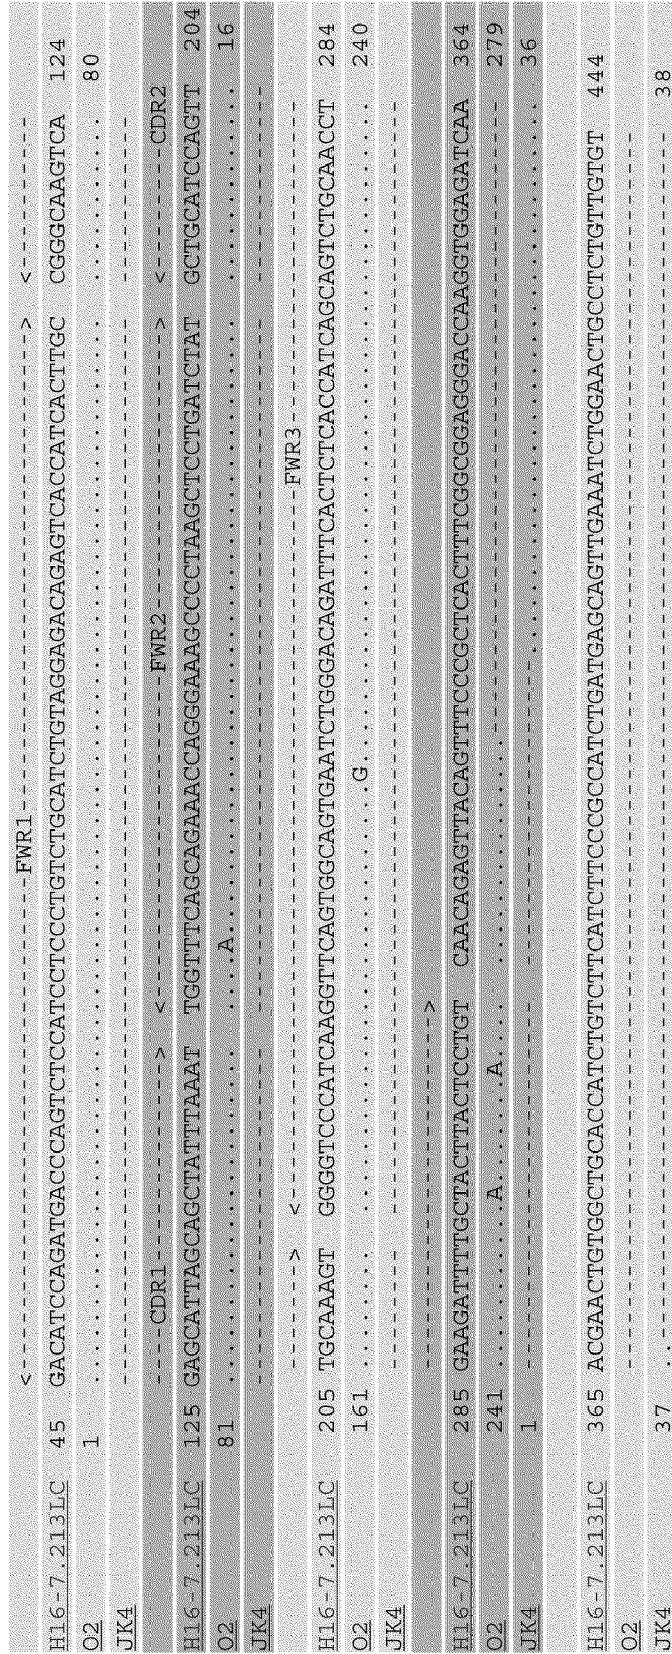 <-----------------------------FWR1----------------------------------> <----------
H16-7.213LC 45 GACATCCAGATGACCCAGTCTCCATCCTCCCTGTCTGCATCTGTAGGAGACAGAGTCACCATCACTTGC CGGGCAAGTCA 124
O2 1 ..................................................................... ........... 80
JK4 --------------------------------------------------------------------- -----------
----CDR1-------------> <----------------FWR2-----------------------> <-------CDR2
H16-7.213LC 125 GAGCATTAGCAGCTATTTAAAT TGGTTTCAGCAGAAACCAGGGAAAGCCCCTAAGCTCCTGATCTAT GCTGCATCCAGTT 204
O2 81 ...................... ....A........................................ ............. 16
JK4 ---------------------- --------------------------------------------- -------------
-------> <------------------------------------------FWR3--------------------------
H16-7.213LC 205 TGCAAAGT GGGGTCCCATCAAGGTTCAGTGGCAGTGAATCTGGGACAGATTTCACTCTCACCATCAGCAGTCTGCAACCT 284
O2 161 ........ ............................G........................................... 240
JK4 -------- ------------------------------------------------------------------------
----------------------->
H16-7.213LC 285 GAAGATTTTGCTACTTACTCCTGT CAACAGAGTTACAGTTTCCCGCTCACTTTCGGCGGAGGGACCAAGGTGGAGATCAA 364
O2 241 ...........A.......A.... ...............----------------------------------------- 279
JK4 1 ------------------------ --------------------.................................... 36
H16-7.213LC 365 ACGAACTGTGGCTGCACCATCTGTCTTCATCTTCCCGCCATCTGATGAGCAGTTGAAATCTGGAACTGCCTCTGTTGTGT 444
O2 --------------------------------------------------------------------------------
JK4 37 ..------------------------------------------------------------------------------ 38